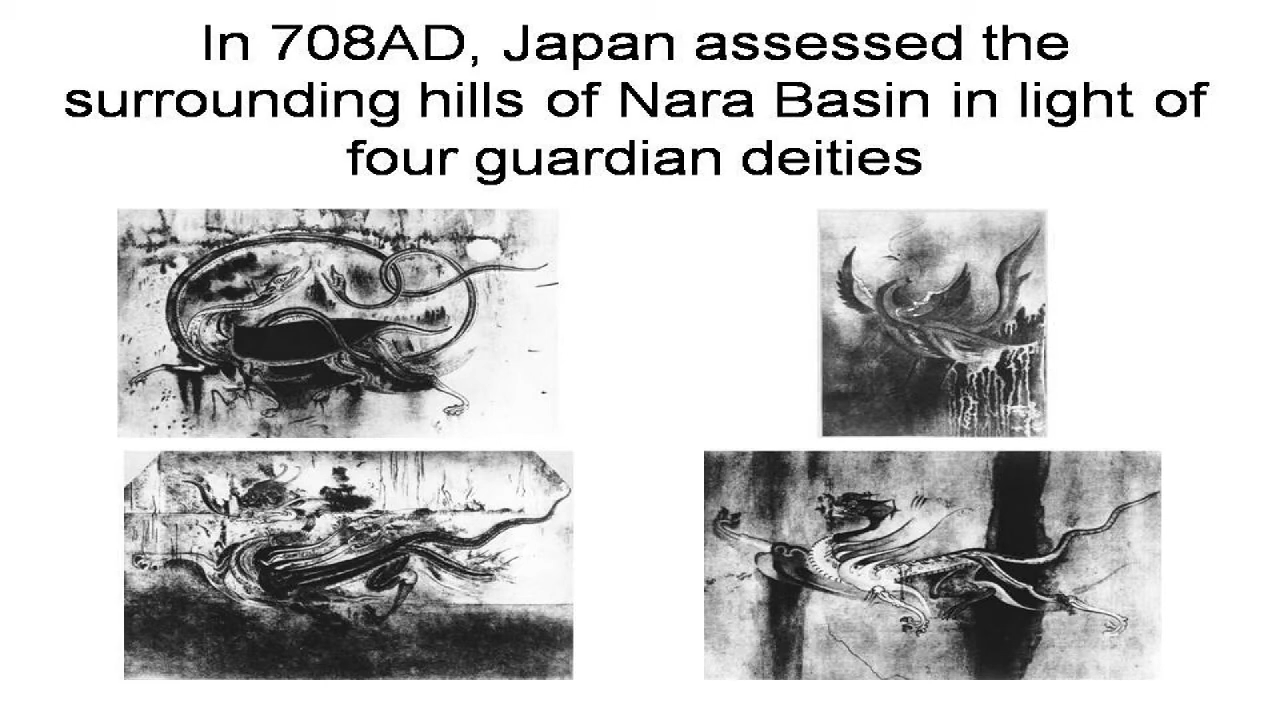 In 708AD, Japan assessed the
surrounding hills of Nara Basin in light of
four guardian deities